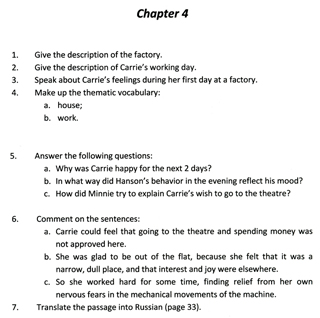 Chapter 4
1. Give the description of the factory.
2. Give the description of Carrie's working day.
3. Speak about Carrie's feelings during her first day at a factory.
4. Make up the thematic vocabulary:
a. house;
b. work.
5. Answer the following questions:
a. Why was Carrie happy for the next 2 days?
b. In what way did Hanson's behavior in the evening reflect his mood?
c. How did Minnie try to explain Carrie's wish to go to the theatre?
6. Comment on the sentences:
a. Carrie could feel that going to the theatre and spending money was
not approved here.
b. She was glad to be out of the flat, because she felt that it was a
narrow, dull place, and that interest and joy were elsewhere.
c. So she worked hard for some time, finding relief from her own
nervous fears in the mechanical movements of the machine.
7. Translate the passage into Russian (page 33).